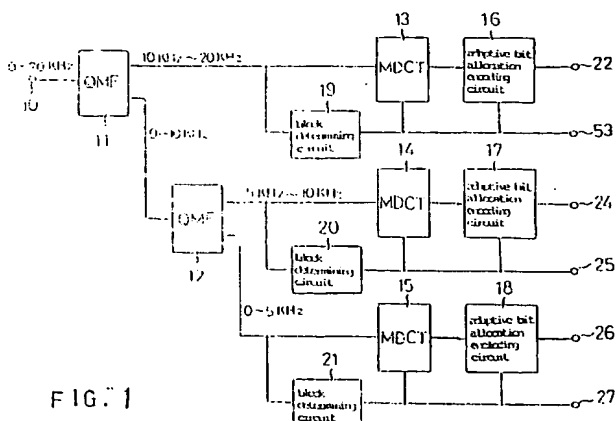 13
16
0~20 KHz
10 KHz ~ 20 KHz
QMF
MDCT
adaptive bit
allocation
encoding
circuit
22
10
11
19
53
block
determining
circuit
0~10 KHz
14
17
5 KHz ~ 10 KHz
QMF
MDCT
adaptive bit
allocation
encoding
circuit
24
12
20
25
block
determining
circuit
15
18
0~5 KHz
MDCT
adaptive bit
allocation
encoding
circuit
26
21
27
block
determining
circuit
FIG. 1